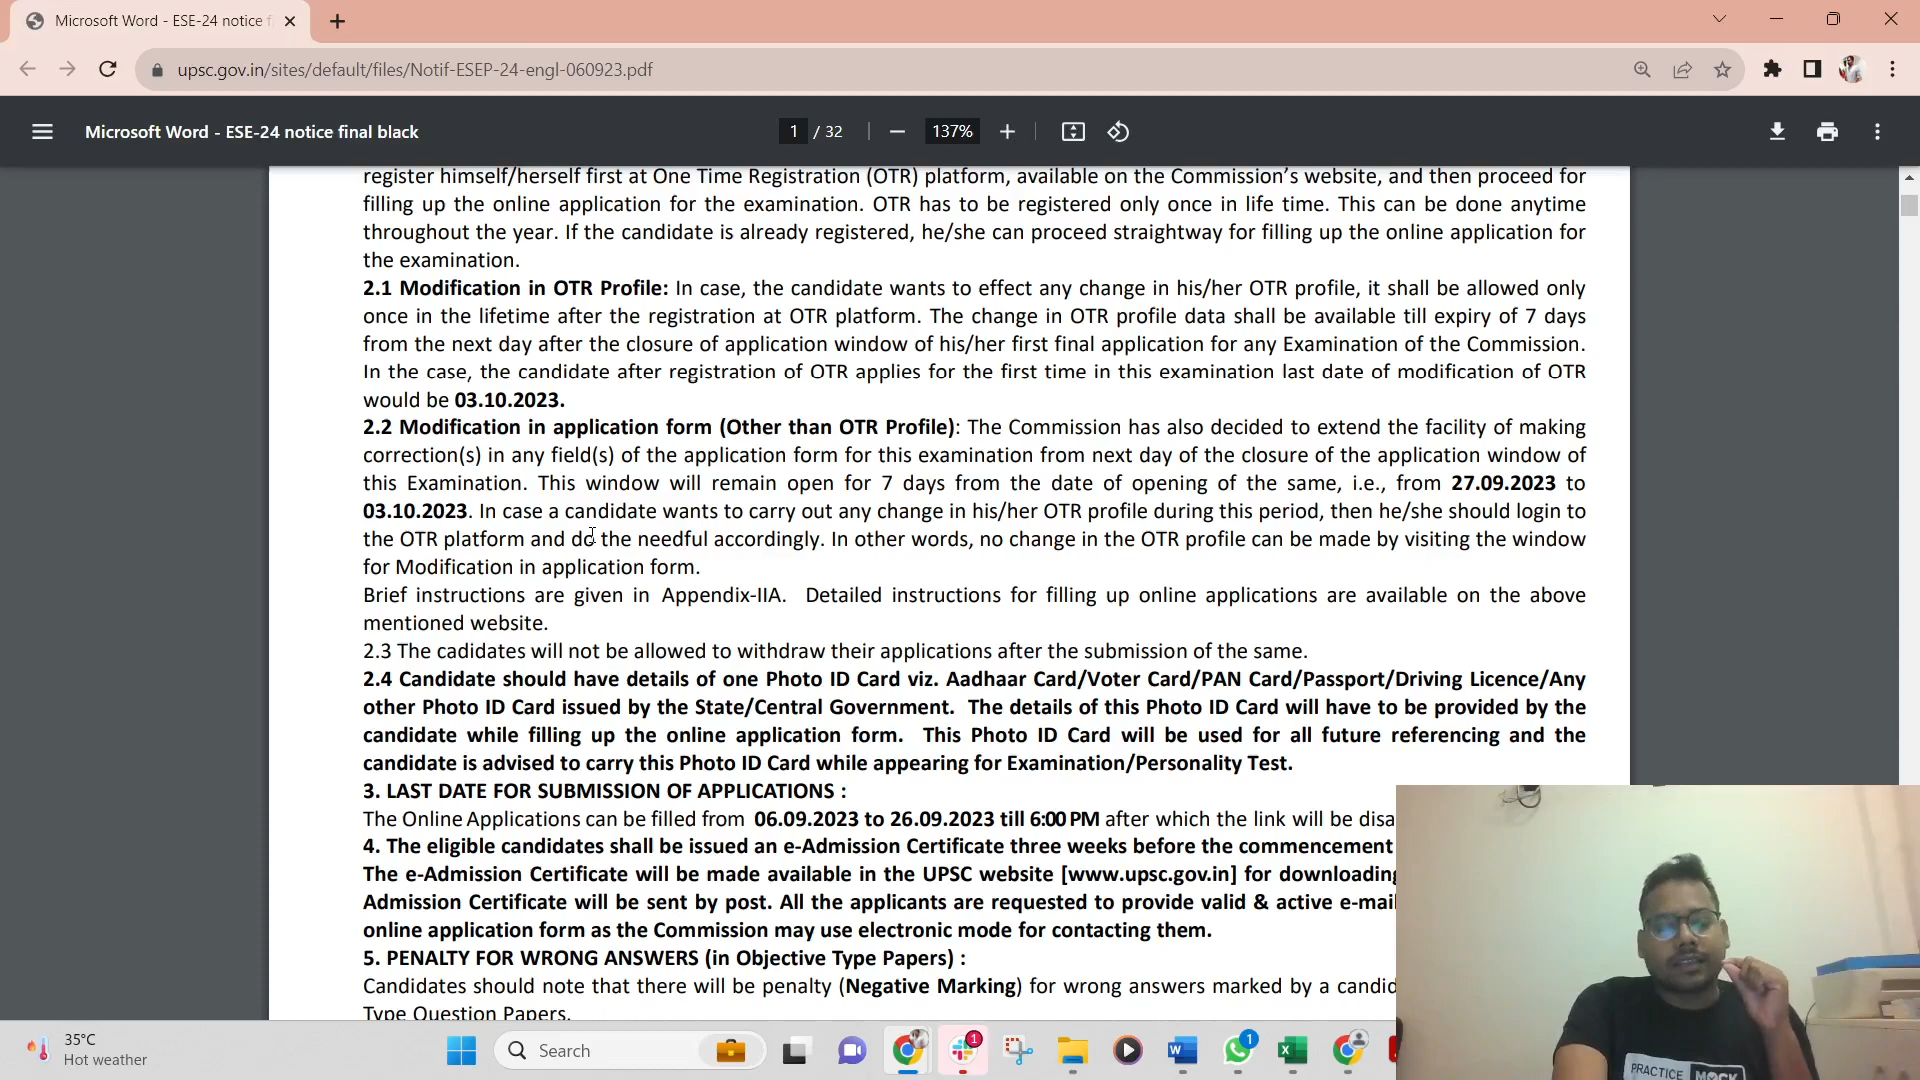 Microsoft Word - ESE-24 notice f
upsc.gov.in/sites/default/files/Notif-ESEP-24-engl-060923.pdf
Microsoft Word - ESE-24 notice final black
1 / 32
137%
register himself/herself first at One Time Registration (OTR) platform, available on the Commission's website, and then proceed for
filling up the online application for the examination. OTR has to be registered only once in life time. This can be done anytime
throughout the year. If the candidate is already registered, he/she can proceed straightway for filling up the online application for
the examination.
2.1 Modification in OTR Profile: In case, the candidate wants to effect any change in his/her OTR profile, it shall be allowed only
once in the lifetime after the registration at OTR platform. The change in OTR profile data shall be available till expiry of 7 days
from the next day after the closure of application window of his/her first final application for any Examination of the Commission.
In the case, the candidate after registration of OTR applies for the first time in this examination last date of modification of OTR
would be 03.10.2023.
2.2 Modification in application form (Other than OTR Profile): The Commission has also decided to extend the facility of making
correction(s) in any field(s) of the application form for this examination from next day of the closure of the application window of
this Examination. This window will remain open for 7 days from the date of opening of the same, i.e., from 27.09.2023 to
03.10.2023. In case a candidate wants to carry out any change in his/her OTR profile during this period, then he/she should login to
the OTR platform and do the needful accordingly. In other words, no change in the OTR profile can be made by visiting the window
for Modification in application form.
Brief instructions are given in Appendix-IIA. Detailed instructions for filling up online applications are available on the above
mentioned website.
2.3 The cadidates will not be allowed to withdraw their applications after the submission of the same.
2.4 Candidate should have details of one Photo ID Card viz. Aadhaar Card/Voter Card/PAN Card/Passport/Driving Licence/Any
other Photo ID Card issued by the State/Central Government. The details of this Photo ID Card will have to be provided by the
candidate while filling up the online application form. This Photo ID Card will be used for all future referencing and the
candidate is advised to carry this Photo ID Card while appearing for Examination/Personality Test.
3. LAST DATE FOR SUBMISSION OF APPLICATIONS :
The Online Applications can be filled from 06.09.2023 to 26.09.2023 till 6:00 PM after which the link will be disa
4. The eligible candidates shall be issued an e-Admission Certificate three weeks before the commencement
The e-Admission Certificate will be made available in the UPSC website [www.upsc.gov.in] for downloading
Admission Certificate will be sent by post. All the applicants are requested to provide valid & active e-mail
online application form as the Commission may use electronic mode for contacting them.
5. PENALTY FOR WRONG ANSWERS (in Objective Type Papers) :
Candidates should note that there will be penalty (Negative Marking) for wrong answers marked by a candid
Type Question Papers.
PRACTICE MOCK
35°C
Hot weather
Search
1
1